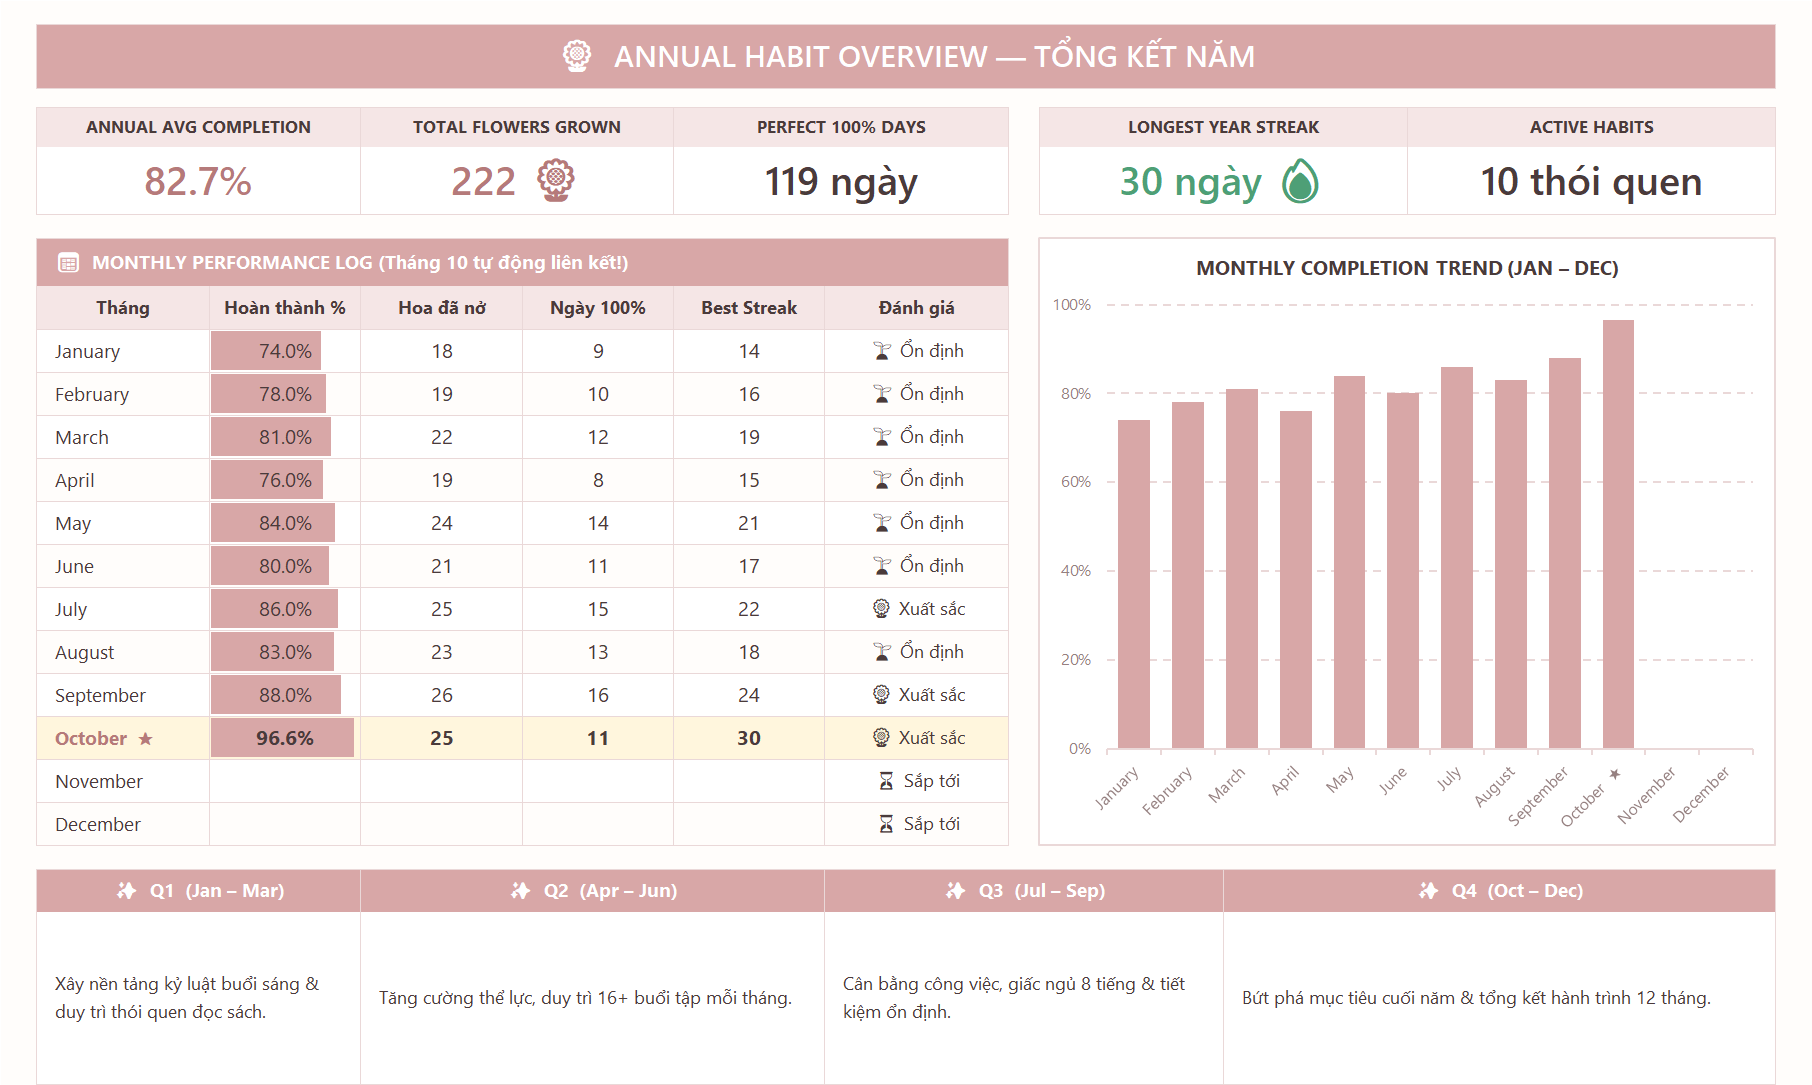 ANNUAL HABIT OVERVIEW — TỔNG KẾT NĂM
ANNUAL AVG COMPLETION
TOTAL FLOWERS GROWN
PERFECT 100% DAYS
LONGEST YEAR STREAK
ACTIVE HABITS
82.7%
222
119 ngày
30 ngày
10 thói quen
MONTHLY PERFORMANCE LOG (Tháng 10 tự động liên kết!)
Tháng Hoàn thành % Hoa đã nở Ngày 100% Best Streak Đánh giá
January 74.0% 18 9 14 Ổn định
February 78.0% 19 10 16 Ổn định
March 81.0% 22 12 19 Ổn định
April 76.0% 19 8 15 Ổn định
May 84.0% 24 14 21 Ổn định
June 80.0% 21 11 17 Ổn định
July 86.0% 25 15 22 Xuất sắc
August 83.0% 23 13 18 Ổn định
September 88.0% 26 16 24 Xuất sắc
October ★ 96.6% 25 11 30 Xuất sắc
November Sắp tới
December Sắp tới
MONTHLY COMPLETION TREND (JAN – DEC)
100%
80%
60%
40%
20%
0%
January
February
March
April
May
June
July
August
September
October ★
November
December
Q1 (Jan – Mar)
Q2 (Apr – Jun)
Q3 (Jul – Sep)
Q4 (Oct – Dec)
Xây nền tảng kỷ luật buổi sáng &
duy trì thói quen đọc sách.
Tăng cường thể lực, duy trì 16+ buổi tập mỗi tháng.
Cân bằng công việc, giấc ngủ 8 tiếng & tiết
kiệm ổn định.
Bứt phá mục tiêu cuối năm & tổng kết hành trình 12 tháng.